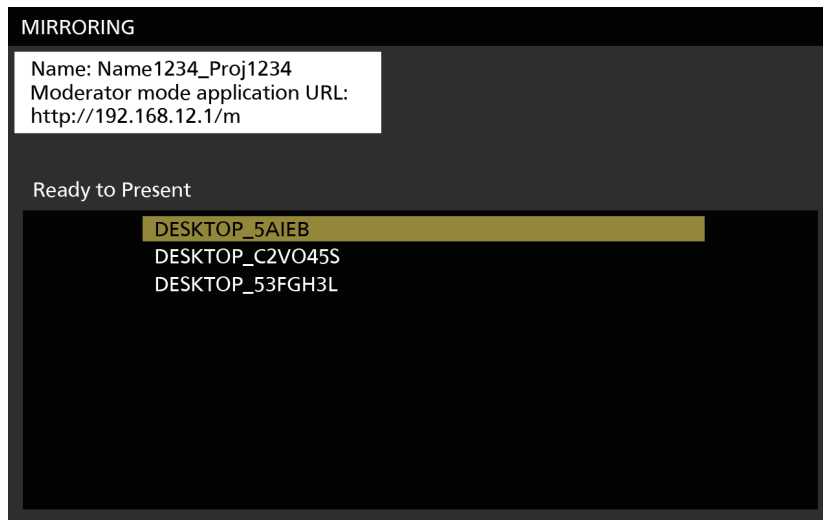 MIRRORING
Name: Name1234_Proj1234
Moderator mode application URL:
http://192.168.12.1/m
Ready to Present
DESKTOP_5AIEB
DESKTOP_C2VO45S
DESKTOP_53FGH3L